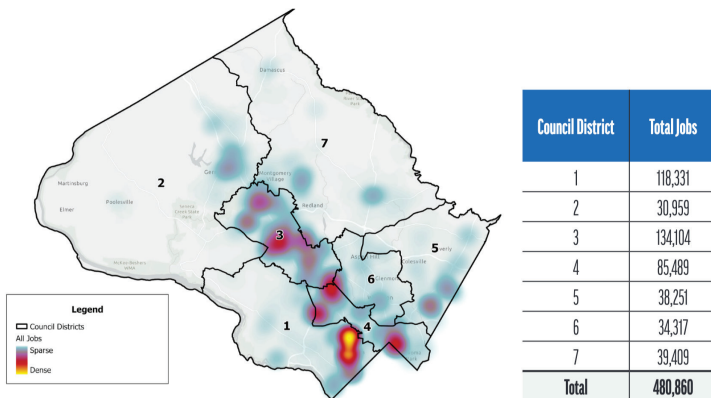 Damascus
7
Montgomery
Village
2
Martinsburg
Elmer
Poolesville
Redland
3
5
Colesville
6
1
4
Legend
Council Districts
All Jobs
Sparse
Dense
Council District Total Jobs
1 118,331
2 30,959
3 134,104
4 85,489
5 38,251
6 34,317
7 39,409
Total 480,860